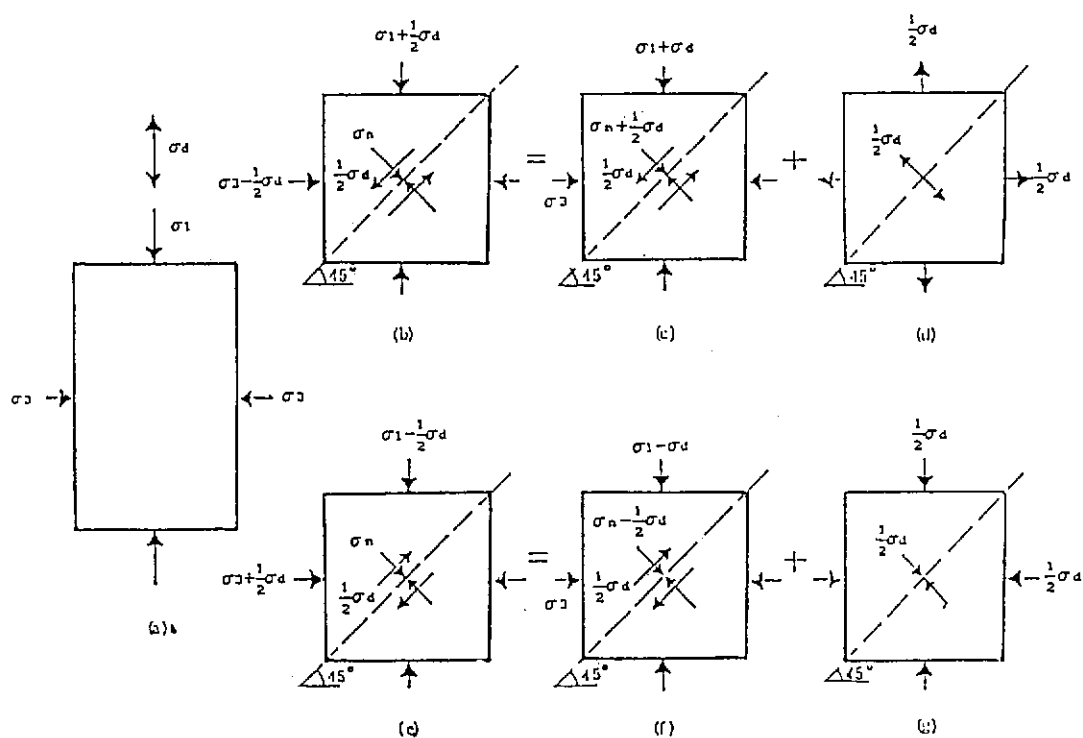 σd
σ1
σ3
σ3
(a)
σ1+1/2σd
σn
1/2σd
σ3-1/2σd
45°
(b)
=
σ1+σd
σn+1/2σd
1/2σd
σ3
45°
(c)
+
1/2σd
1/2σd
1/2σd
45°
(d)
σ1-1/2σd
σn
1/2σd
σ3+1/2σd
45°
(e)
=
σ1-σd
σn-1/2σd
1/2σd
σ3
45°
(f)
+
1/2σd
1/2σd
1/2σd
45°
(g)